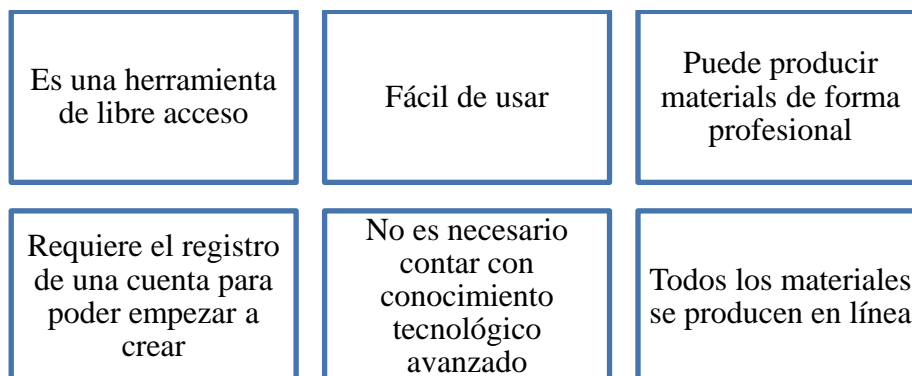 Es una herramienta
de libre acceso
Fácil de usar
Puede producir
materials de forma
profesional
Requiere el registro
de una cuenta para
poder empezar a
crear
No es necesario
contar con
conocimiento
tecnológico
avanzado
Todos los materiales
se producen en línea